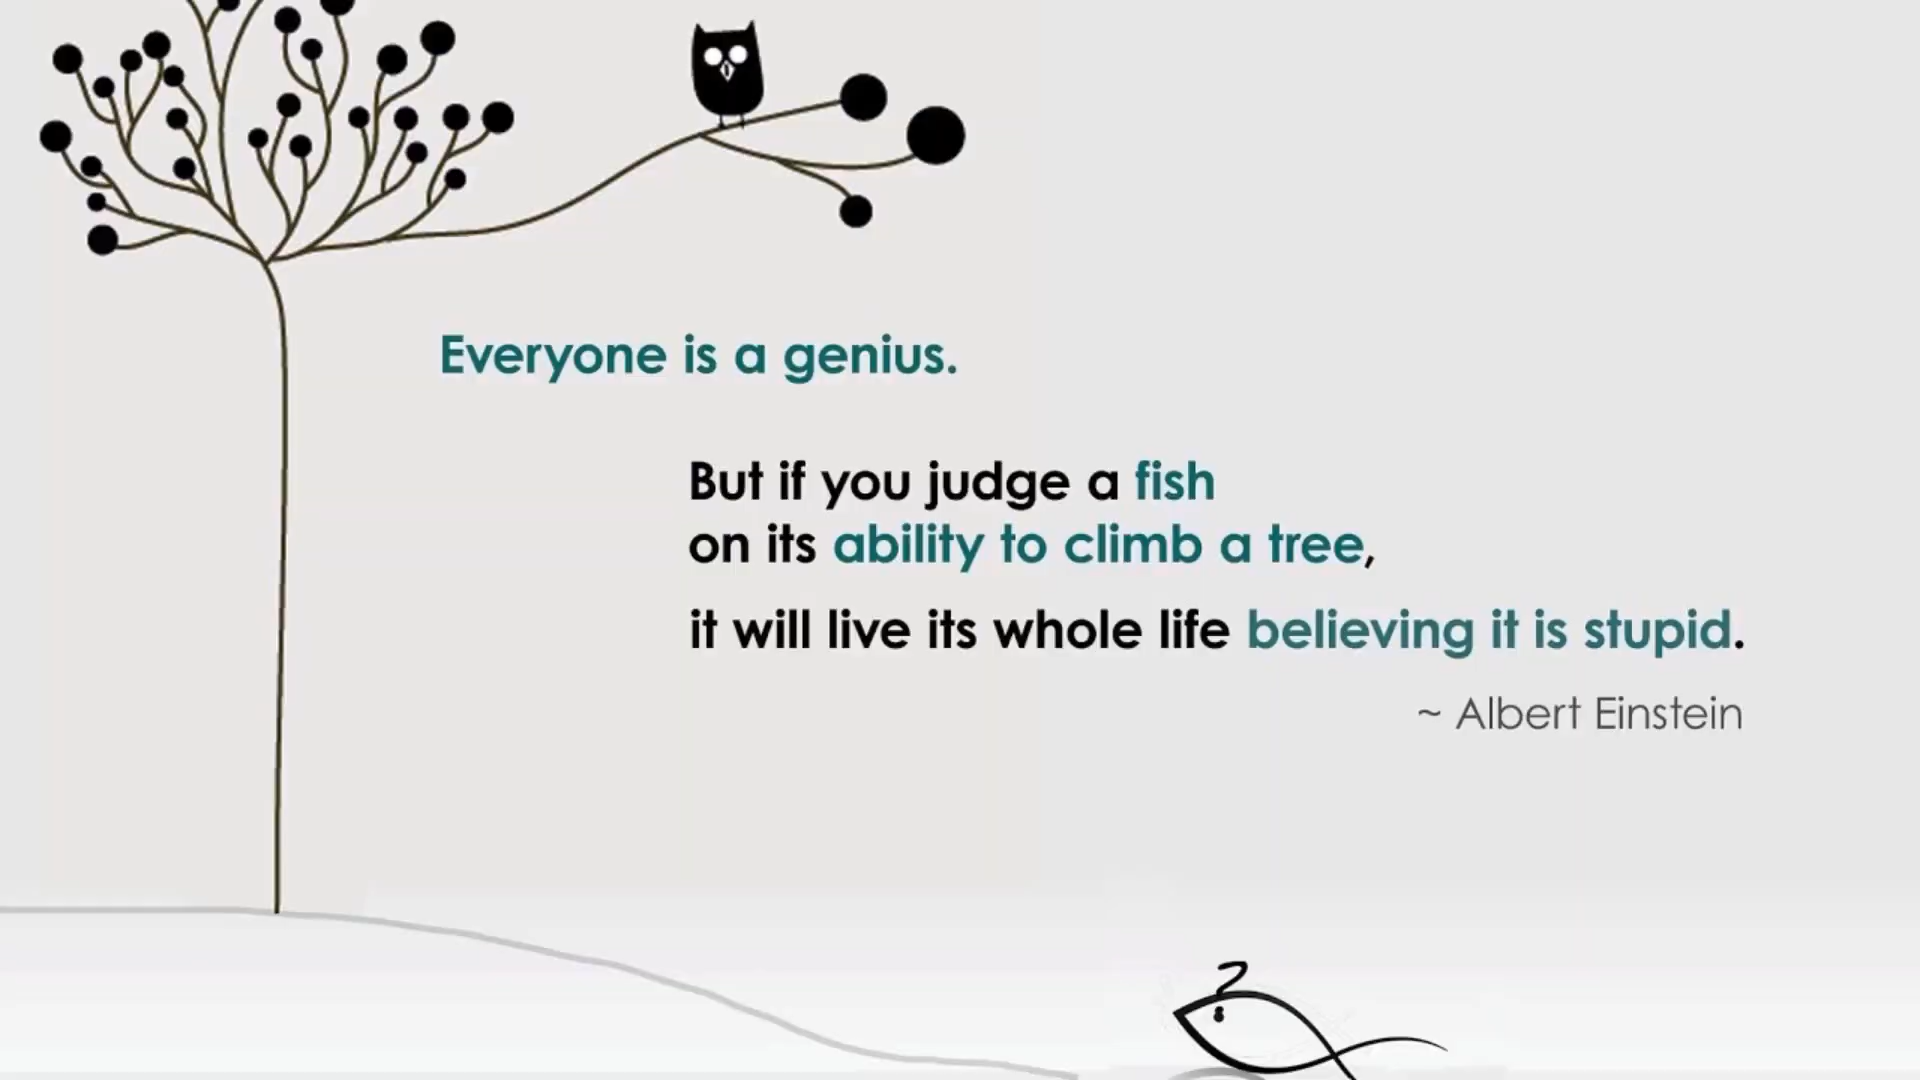 Everyone is a genius.
But if you judge a fish
on its ability to climb a tree,
it will live its whole life believing it is stupid.
~ Albert Einstein